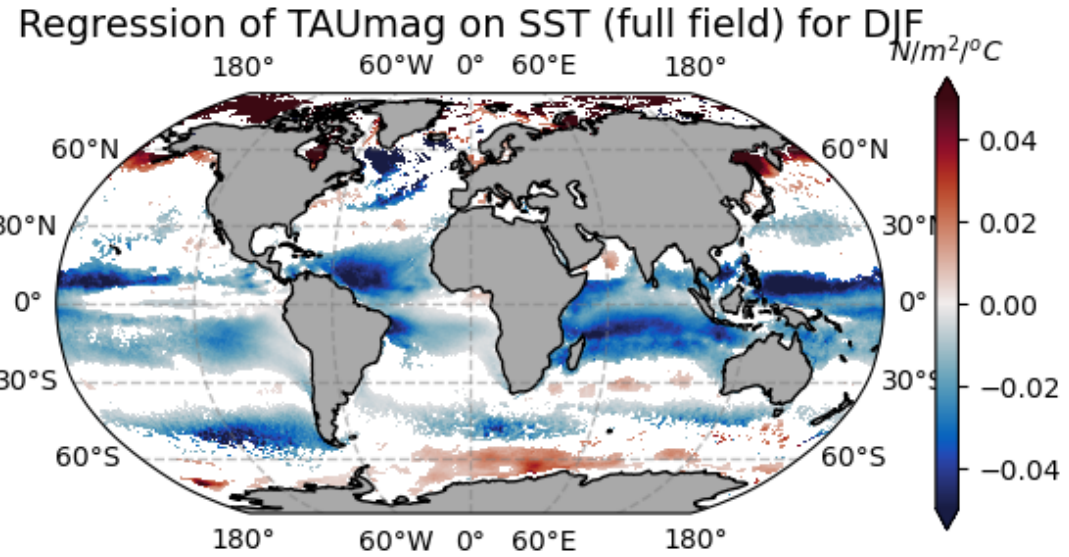 Regression of TAUmag on SST (full field) for DJF
N/m²/°C
180° 60°W 0° 60°E 180°
60°N 60°N 0.04
0.02
30°N 30°N
0° 0° 0.00
30°S 30°S −0.02
60°S 60°S −0.04
180° 60°W 0° 60°E 180°